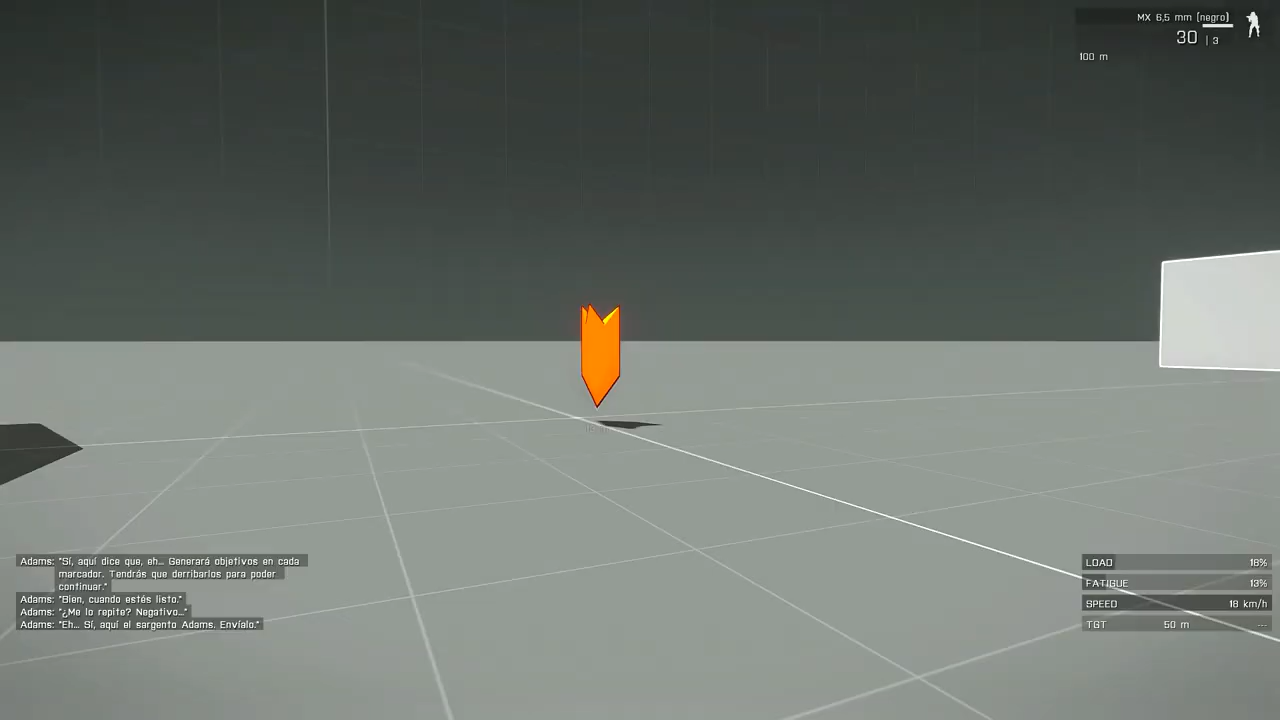 MX 6,5 mm (negro)
30 | 3
100 m
Adams: "Sí, aquí dice que, eh... Generará objetivos en cada
marcador. Tendrás que derribarlos para poder
continuar."
Adams: "Bien, cuando estés listo."
Adams: "¿Me lo repite? Negativo..."
Adams: "Eh... Sí, aquí el sargento Adams. Envíalo."
LOAD 16%
FATIGUE 13%
SPEED 18 km/h
TGT 50 m ---